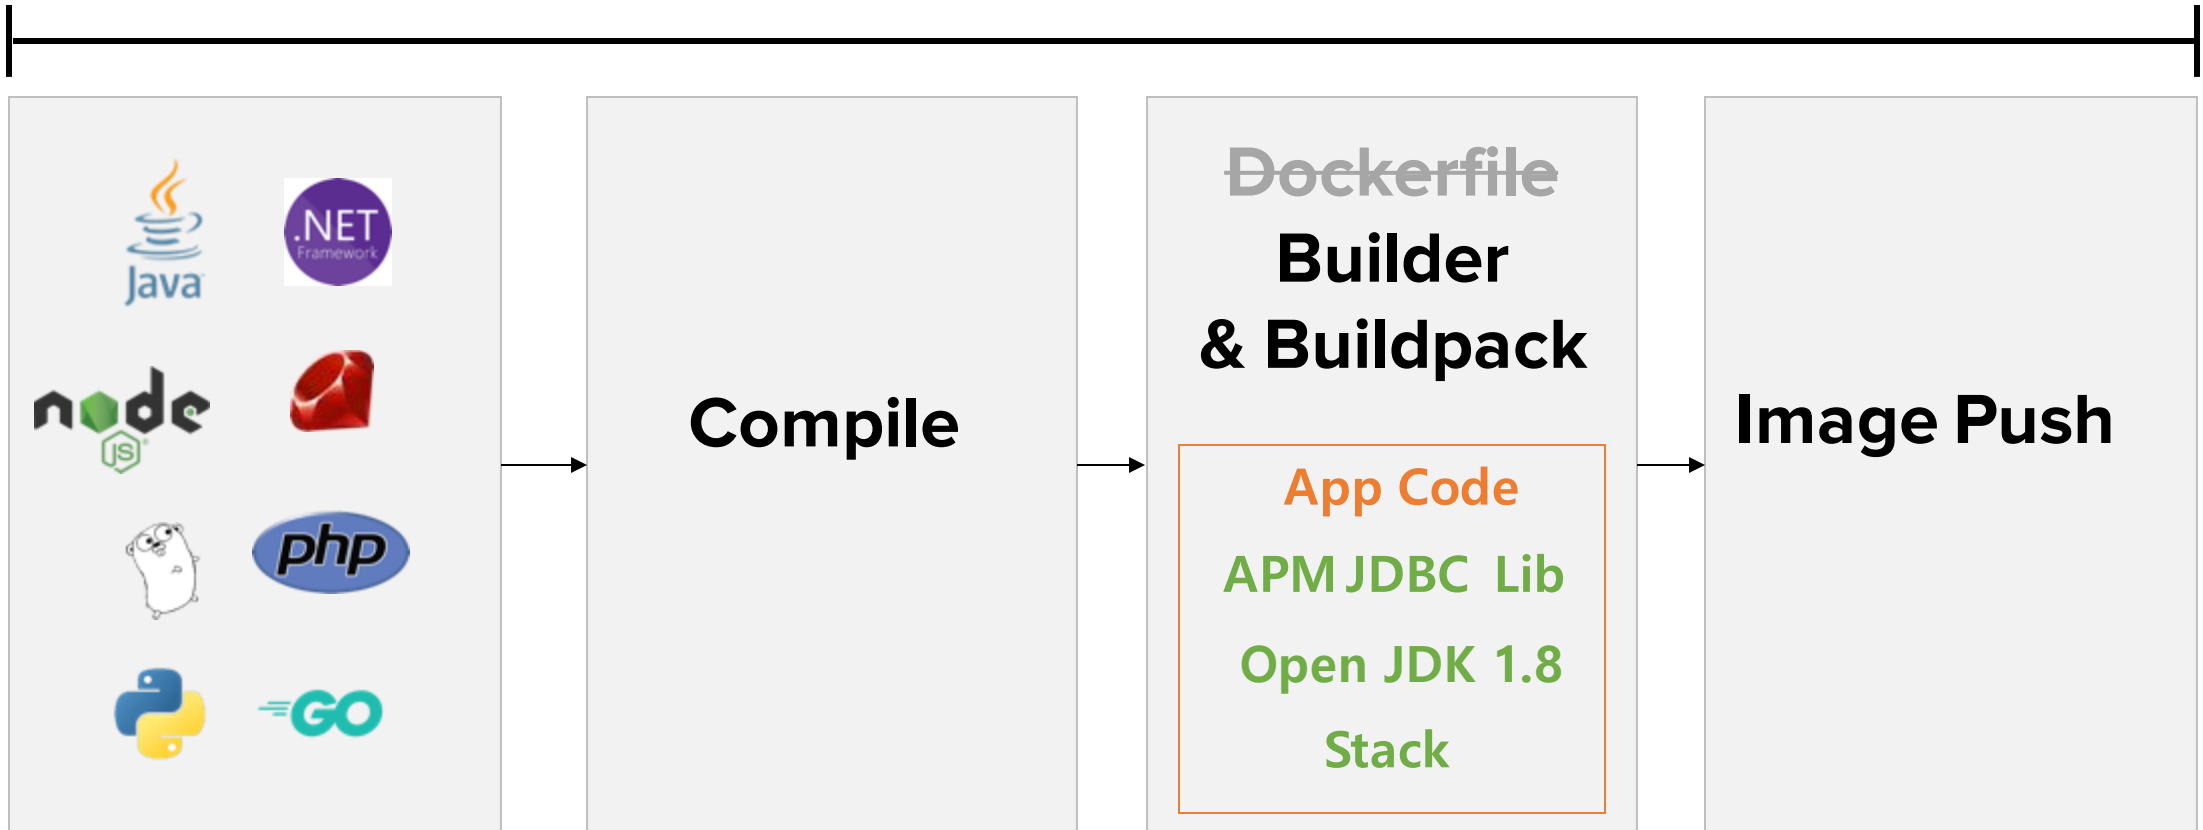 Java
.NET
Framework
node
JS
php
GO
Compile
Dockerfile
Builder
& Buildpack
App Code
APM JDBC Lib
Open JDK 1.8
Stack
Image Push